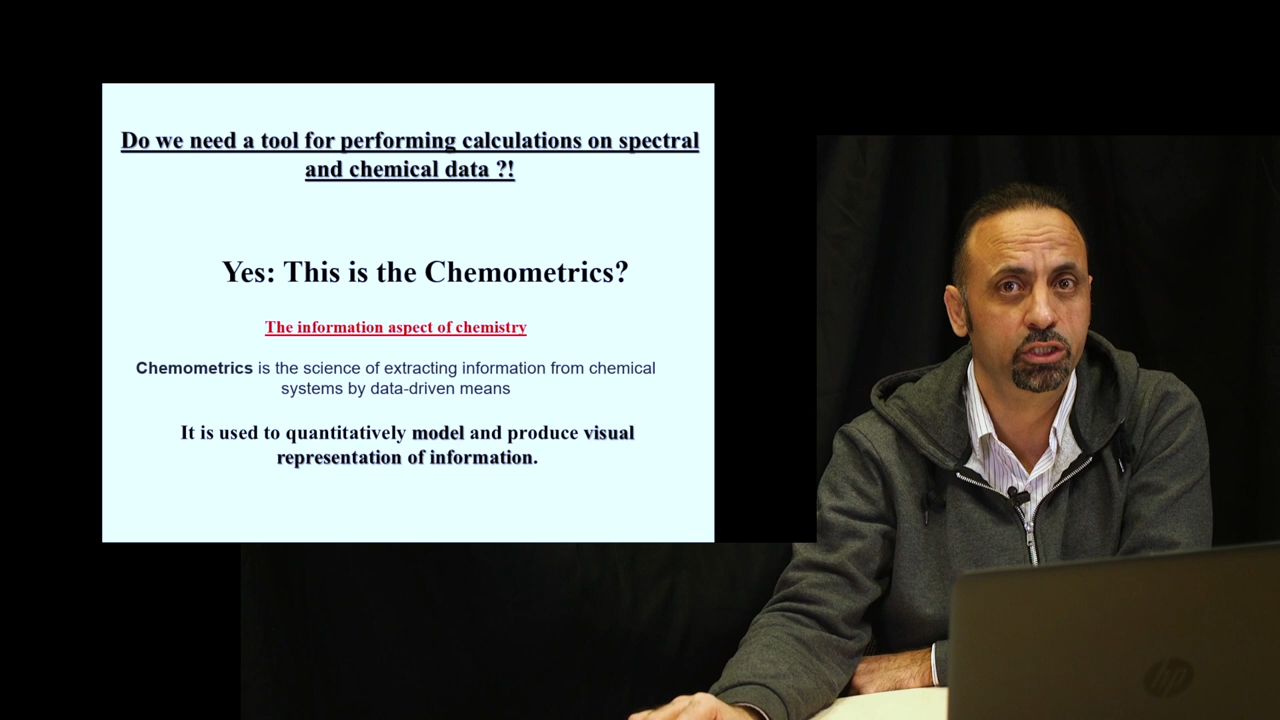 Do we need a tool for performing calculations on spectral
and chemical data ?!
Yes: This is the Chemometrics?
The information aspect of chemistry
Chemometrics is the science of extracting information from chemical
systems by data-driven means
It is used to quantitatively model and produce visual
representation of information.
hp